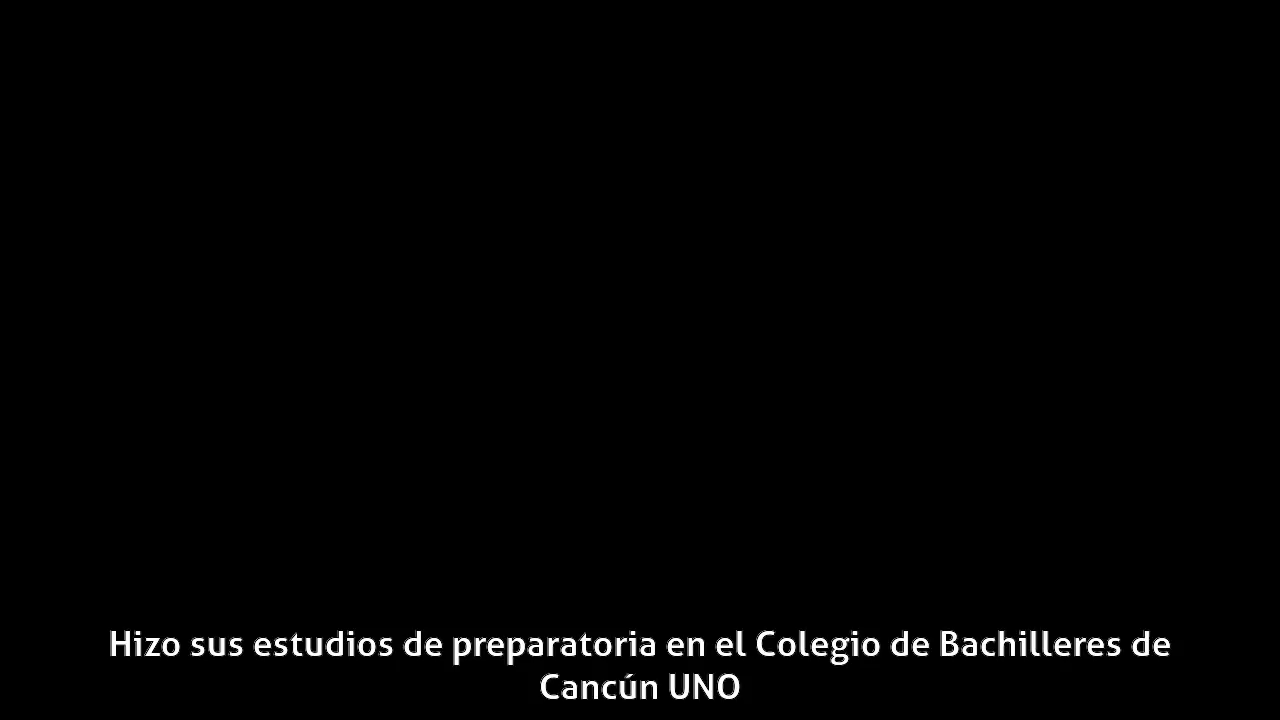 Hizo sus estudios de preparatoria en el Colegio de Bachilleres de
Cancún UNO